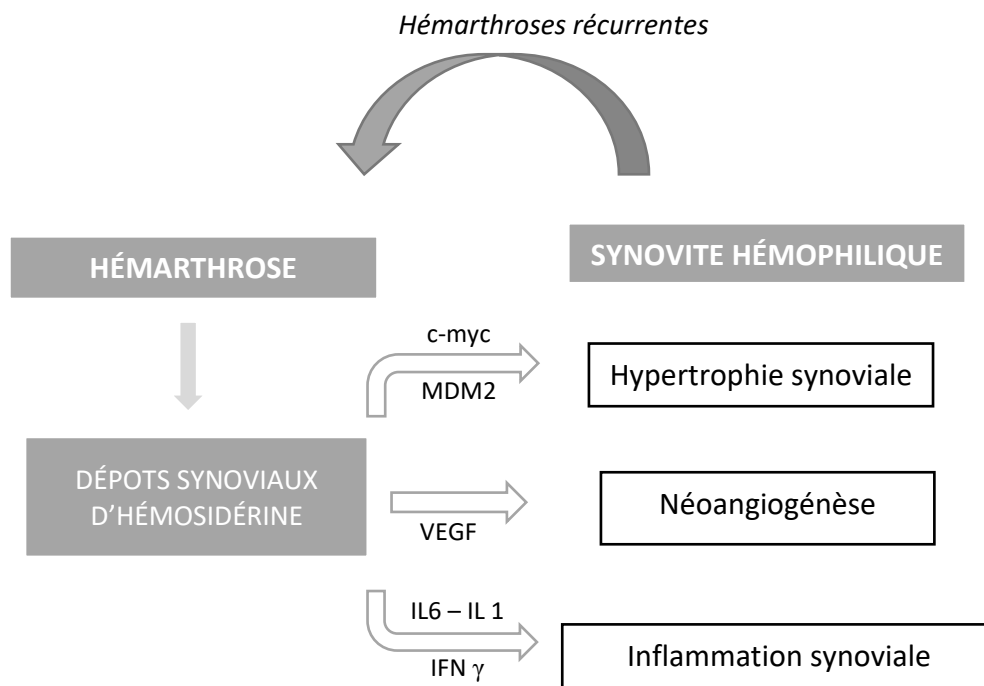 Hémarthroses récurrentes
HÉMARTHROSE
SYNOVITE HÉMOPHILIQUE
c-myc
MDM2
Hypertrophie synoviale
DÉPOTS SYNOVIAUX
D’HÉMOSIDÉRINE
VEGF
Néoangiogénèse
IL6 – IL 1
IFN γ
Inflammation synoviale